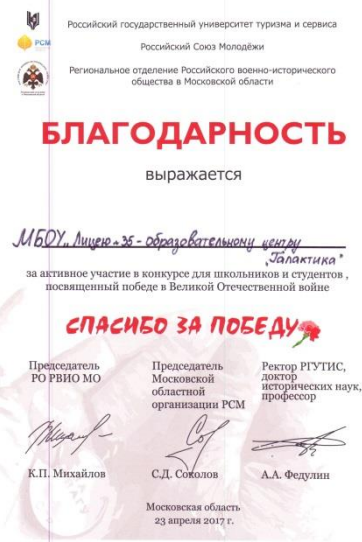 Российский государственный университет туризма и сервиса
РСМ
Российский Союз Молодёжи
Региональное отделение Российского военно-исторического
общества в Московской области
БЛАГОДАРНОСТЬ
выражается
МБОУ „Лицею №35 - образовательному центру
„Галактика"
за активное участие в конкурсе для школьников и студентов ,
посвященный победе в Великой Отечественной войне
СПАСИБО ЗА ПОБЕДУ
Председатель
РО РВИО МО
Председатель
Московской
областной
организации РСМ
Ректор РГУТИС,
доктор
исторических наук,
профессор
К.П. Михайлов
С.Д. Соколов
А.А. Федулин
Московская область
23 апреля 2017 г.